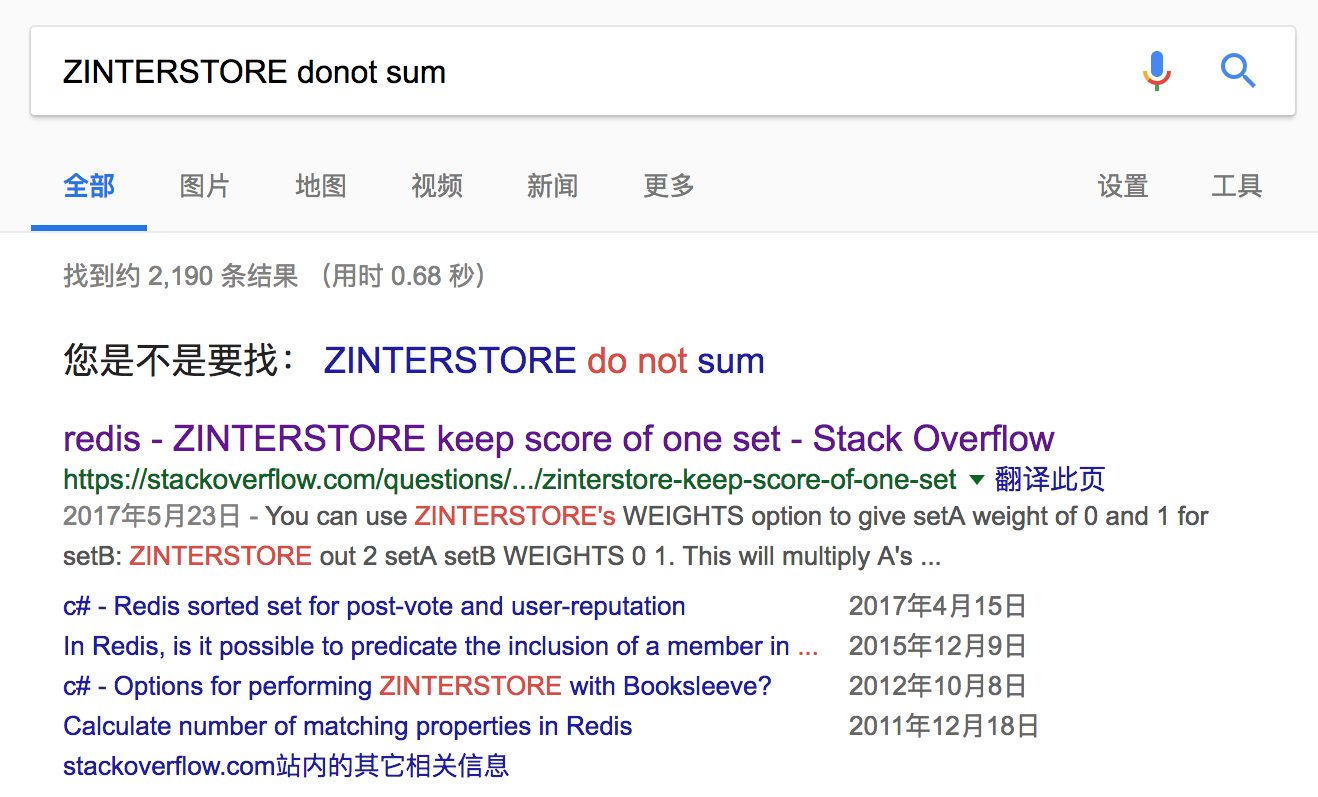 ZINTERSTORE donot sum
全部 图片 地图 视频 新闻 更多 设置 工具
找到约 2,190 条结果 （用时 0.68 秒）
您是不是要找： ZINTERSTORE do not sum
redis - ZINTERSTORE keep score of one set - Stack Overflow
https://stackoverflow.com/questions/.../zinterstore-keep-score-of-one-set 翻译此页
2017年5月23日 - You can use ZINTERSTORE's WEIGHTS option to give setA weight of 0 and 1 for
setB: ZINTERSTORE out 2 setA setB WEIGHTS 0 1. This will multiply A's ...
c# - Redis sorted set for post-vote and user-reputation 2017年4月15日
In Redis, is it possible to predicate the inclusion of a member in ... 2015年12月9日
c# - Options for performing ZINTERSTORE with Booksleeve? 2012年10月8日
Calculate number of matching properties in Redis 2011年12月18日
stackoverflow.com站内的其它相关信息